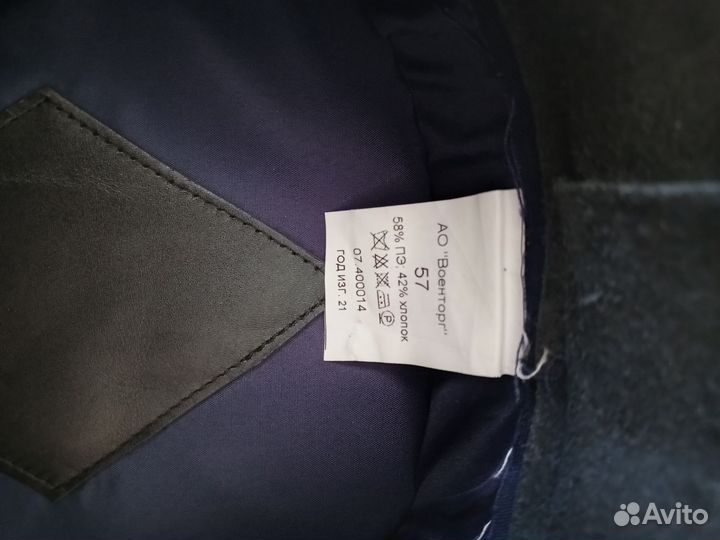 АО "Военторг"
57
58% ПЭ; 42% хлопок
07.400014
ГОД ИЗГ. 21
Avito